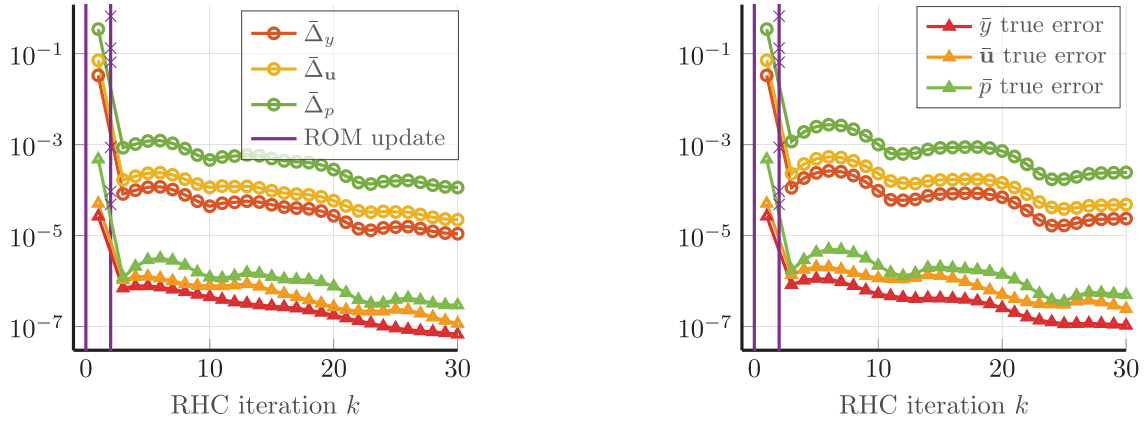 10⁻¹
10⁻³
10⁻⁵
10⁻⁷
0 10 20 30
RHC iteration k
Δ̄_y
Δ̄_𝐮
Δ̄_p
ROM update
10⁻¹
10⁻³
10⁻⁵
10⁻⁷
0 10 20 30
RHC iteration k
ȳ true error
𝐮̄ true error
p̄ true error